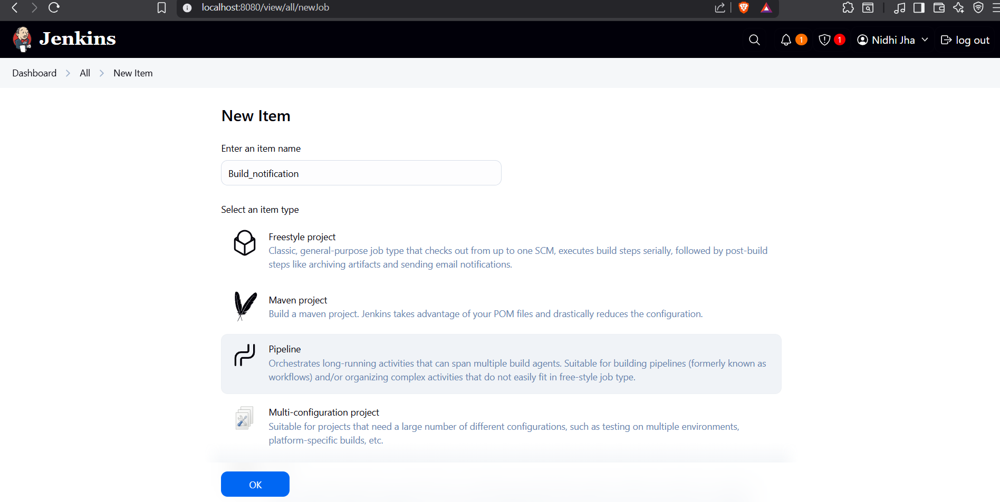 localhost:8080/view/all/newJob
Jenkins
1
1
Nidhi Jha
log out
Dashboard
All
New Item
New Item
Enter an item name
Build_notification
Select an item type
Freestyle project
Classic, general-purpose job type that checks out from up to one SCM, executes build steps serially, followed by post-build
steps like archiving artifacts and sending email notifications.
Maven project
Build a maven project. Jenkins takes advantage of your POM files and drastically reduces the configuration.
Pipeline
Orchestrates long-running activities that can span multiple build agents. Suitable for building pipelines (formerly known as
workflows) and/or organizing complex activities that do not easily fit in free-style job type.
Multi-configuration project
Suitable for projects that need a large number of different configurations, such as testing on multiple environments,
platform-specific builds, etc.
OK